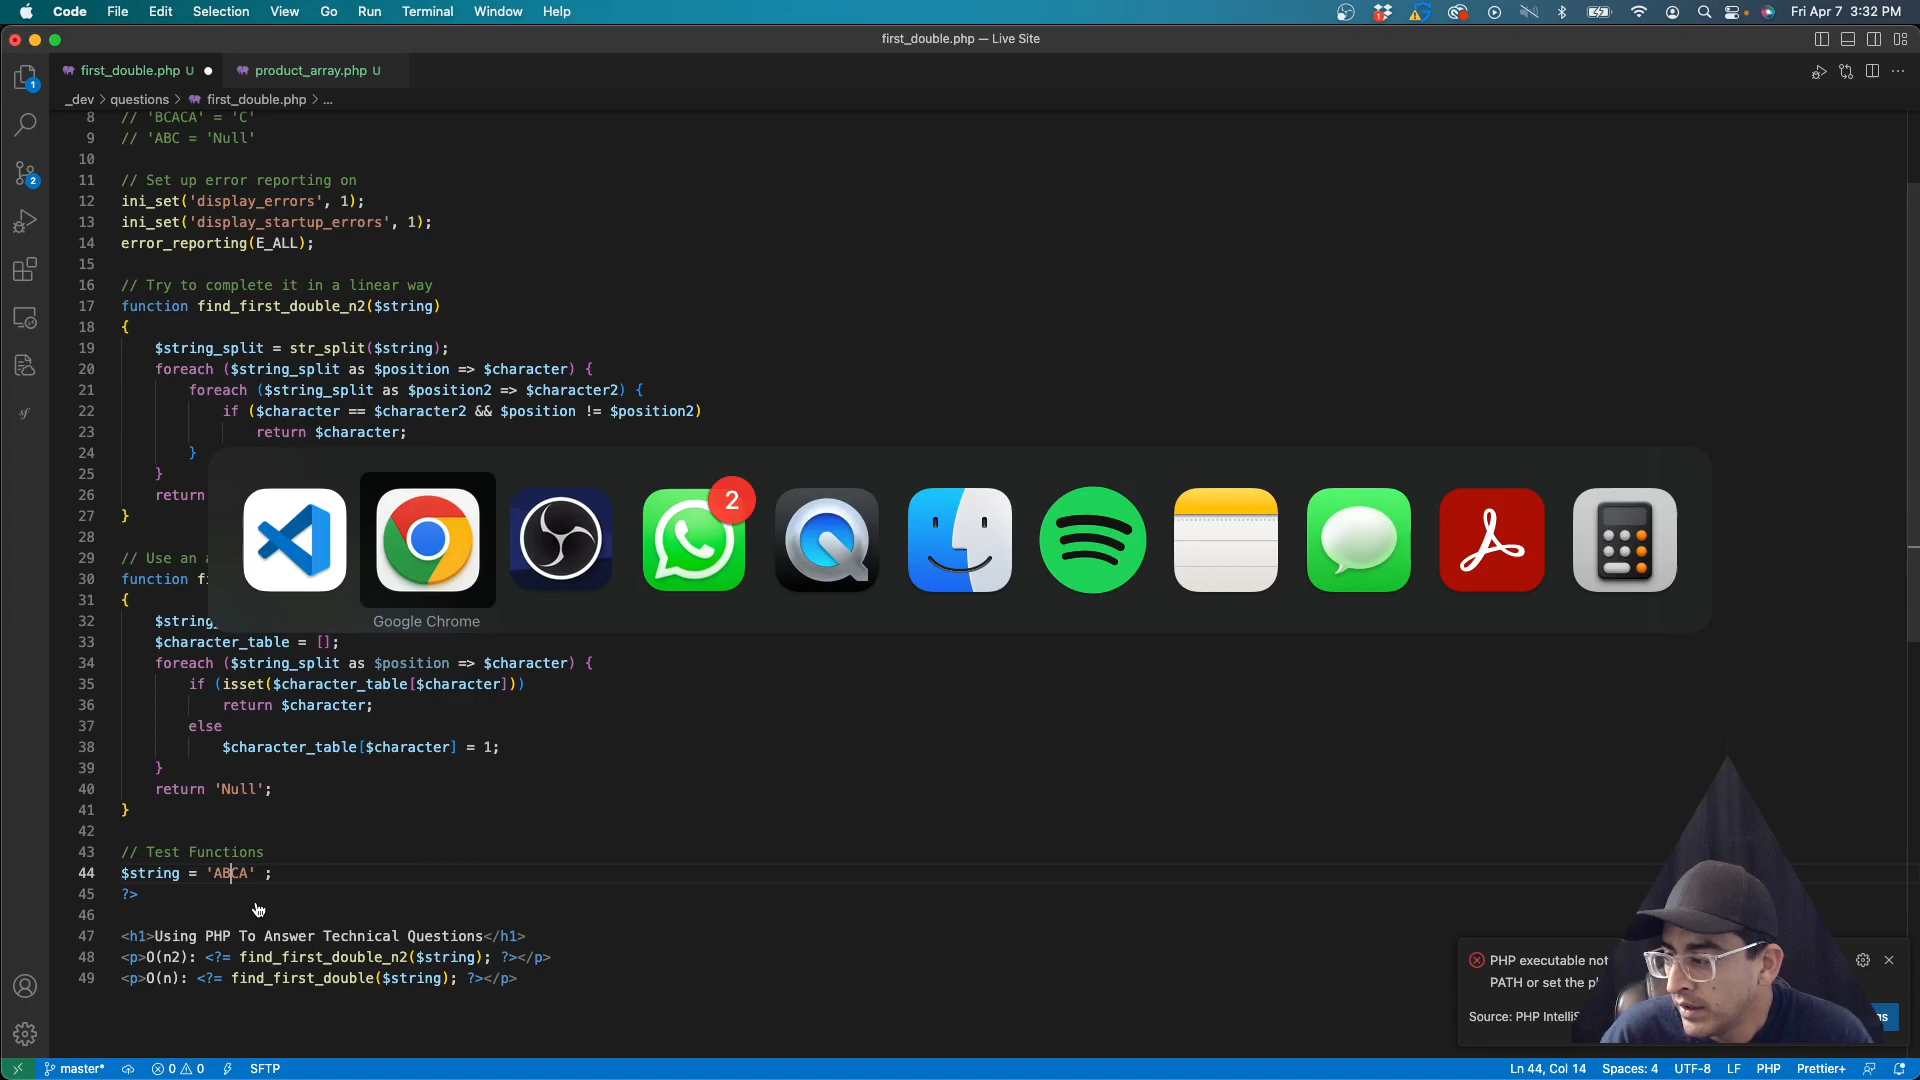 Code File Edit Selection View Go Run Terminal Window Help
1
Fri Apr 7 3:32 PM
first_double.php — Live Site
first_double.php U
product_array.php U
_dev > questions > first_double.php > ...
1
2
8 // 'BCACA' = 'C'
9 // 'ABC = 'Null'
10
11 // Set up error reporting on
12 ini_set('display_errors', 1);
13 ini_set('display_startup_errors', 1);
14 error_reporting(E_ALL);
15
16 // Try to complete it in a linear way
17 function find_first_double_n2($string)
18 {
19 $string_split = str_split($string);
20 foreach ($string_split as $position => $character) {
21 foreach ($string_split as $position2 => $character2) {
22 if ($character == $character2 && $position != $position2)
23 return $character;
24 }
25 }
26 return
27 }
28
29 // Use an a
30 function fi
31 {
32 $string_
33 $character_table = [];
34 foreach ($string_split as $position => $character) {
35 if (isset($character_table[$character]))
36 return $character;
37 else
38 $character_table[$character] = 1;
39 }
40 return 'Null';
41 }
42
43 // Test Functions
44 $string = 'ABCA' ;
45 ?>
46
47 <h1>Using PHP To Answer Technical Questions</h1>
48 <p>O(n2): <?= find_first_double_n2($string); ?></p>
49 <p>O(n): <?= find_first_double($string); ?></p>
2
Google Chrome
PHP executable not
PATH or set the
Source: PHP
master* 0 0 SFTP
Ln 44, Col 14 Spaces: 4 UTF-8 LF PHP Prettier+